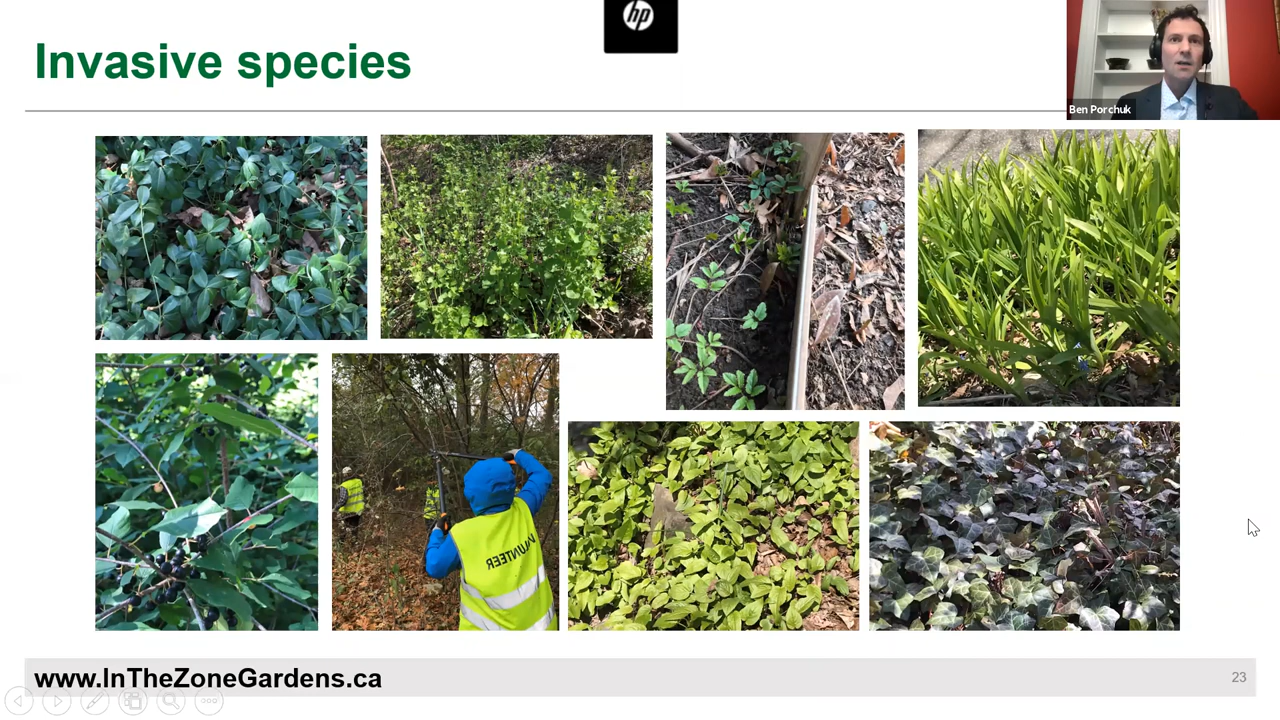 hp
Invasive species
Ben Porchuk
VOLUNTEER
www.InTheZoneGardens.ca
23